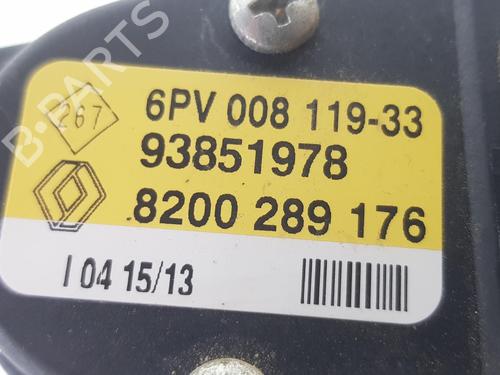 B-PARTS
267
6PV 008 119-33
93851978
8200 289 176
I 04 15/13